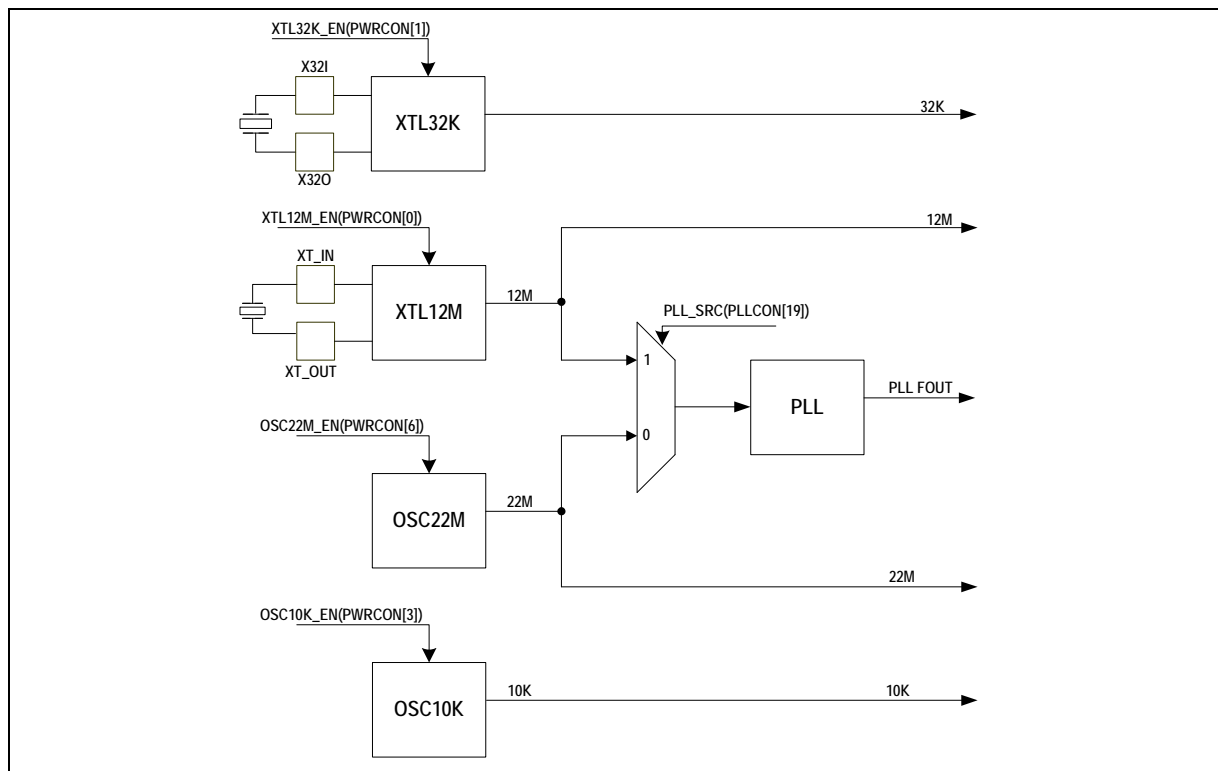 XTL32K_EN(PWRCON[1])
X32I
XTL32K
32K
X32O
XTL12M_EN(PWRCON[0])
12M
XT_IN
XTL12M
12M
PLL_SRC(PLLCON[19])
1
XT_OUT
PLL
PLL FOUT
OSC22M_EN(PWRCON[6])
0
22M
OSC22M
22M
OSC10K_EN(PWRCON[3])
OSC10K
10K
10K